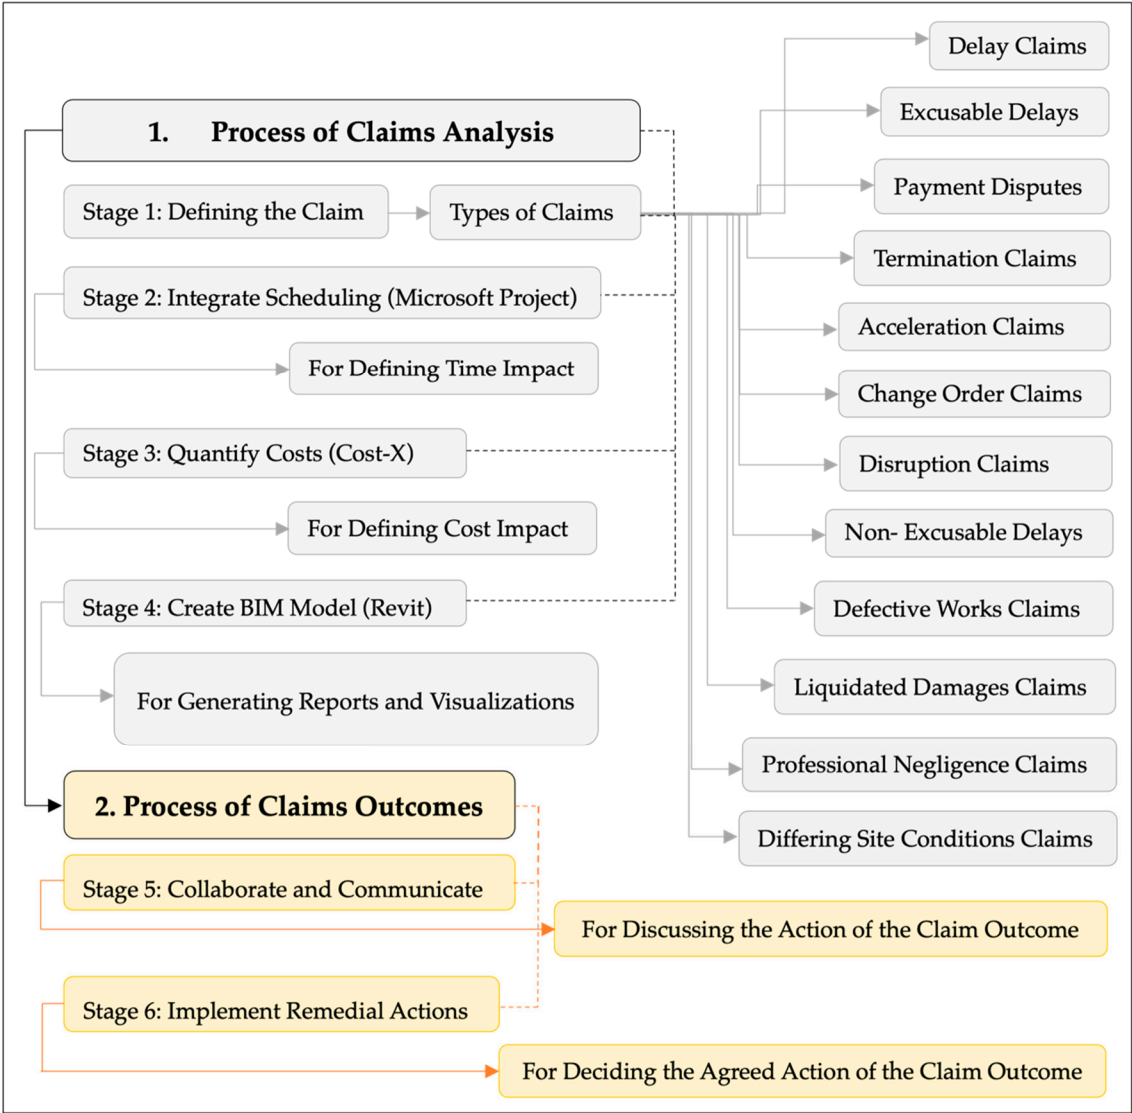 1. Process of Claims Analysis
Stage 1: Defining the Claim
Types of Claims
Stage 2: Integrate Scheduling (Microsoft Project)
For Defining Time Impact
Stage 3: Quantify Costs (Cost-X)
For Defining Cost Impact
Stage 4: Create BIM Model (Revit)
For Generating Reports and Visualizations
Delay Claims
Excusable Delays
Payment Disputes
Termination Claims
Acceleration Claims
Change Order Claims
Disruption Claims
Non- Excusable Delays
Defective Works Claims
Liquidated Damages Claims
Professional Negligence Claims
Differing Site Conditions Claims
2. Process of Claims Outcomes
Stage 5: Collaborate and Communicate
For Discussing the Action of the Claim Outcome
Stage 6: Implement Remedial Actions
For Deciding the Agreed Action of the Claim Outcome